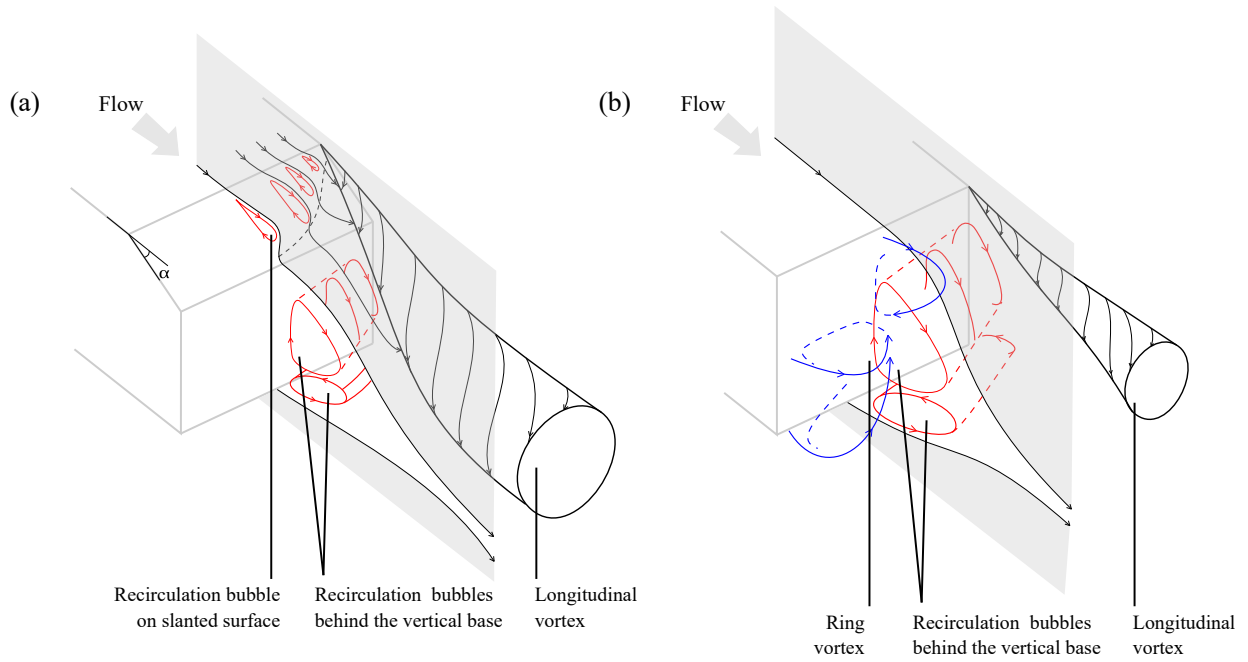 (a)
Flow
α
Recirculation bubble
on slanted surface
Recirculation bubbles
behind the vertical base
Longitudinal
vortex
(b)
Flow
Ring
vortex
Recirculation bubbles
behind the vertical base
Longitudinal
vortex